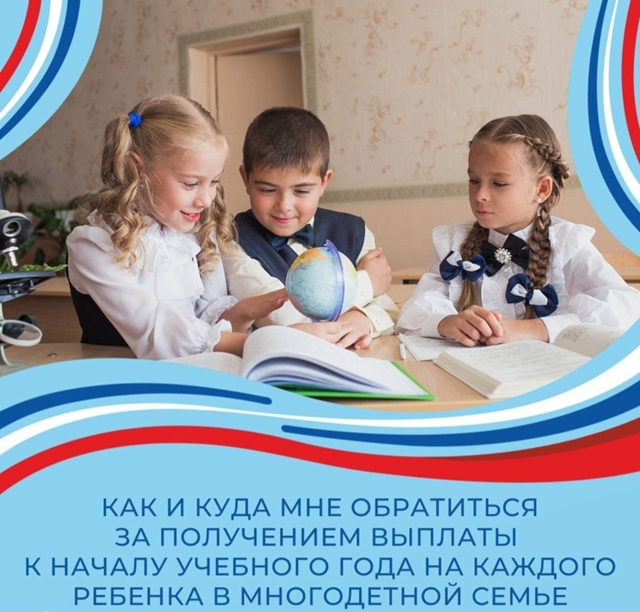 КАК И КУДА МНЕ ОБРАТИТЬСЯ
ЗА ПОЛУЧЕНИЕМ ВЫПЛАТЫ
К НАЧАЛУ УЧЕБНОГО ГОДА НА КАЖДОГО
РЕБЕНКА В МНОГОДЕТНОЙ СЕМЬЕ